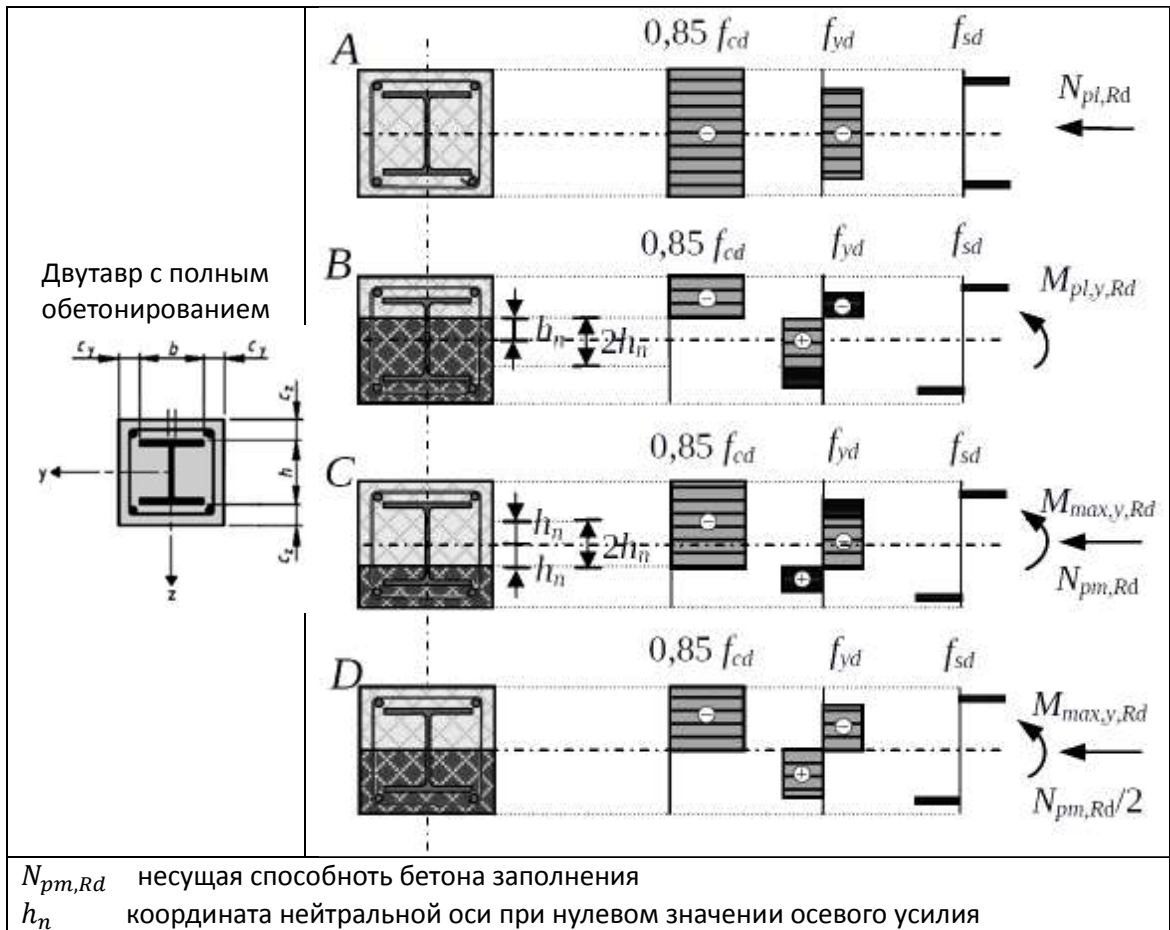 Двутавр с полным
обетонированием
c_y b c_y
c_z
h
c_z
y
z
A
0,85 f_cd f_yd f_sd
N_pl,Rd
B
0,85 f_cd f_yd f_sd
M_pl,y,Rd
h_n
2h_n
C
0,85 f_cd f_yd f_sd
M_max,y,Rd
h_n
2h_n
h_n
N_pm,Rd
D
0,85 f_cd f_yd f_sd
M_max,y,Rd
N_pm,Rd/2
N_pm,Rd несущая способноть бетона заполнения
h_n координата нейтральной оси при нулевом значении осевого усилия